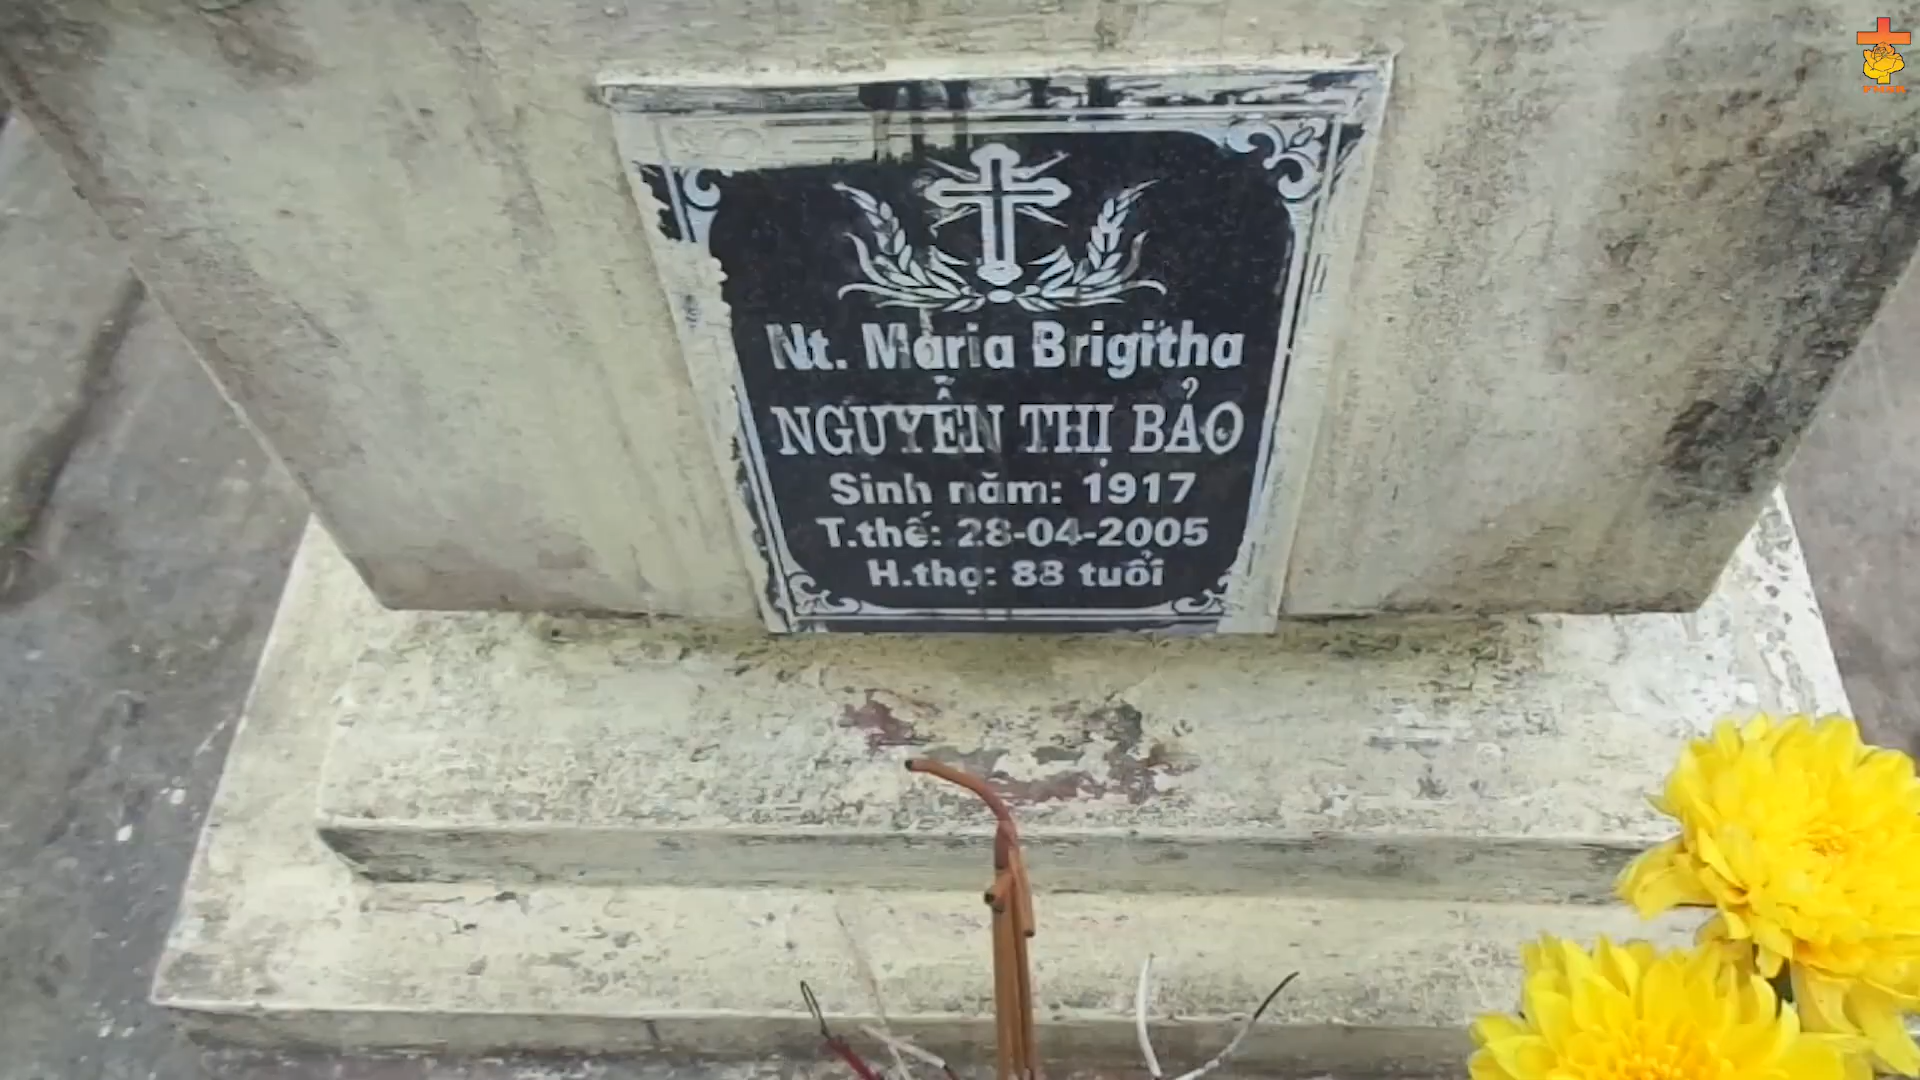 Nt. Maria Brigitha
NGUYỄN THỊ BẢO
Sinh năm: 1917
T.thế: 28-04-2005
H.thọ: 88 tuổi